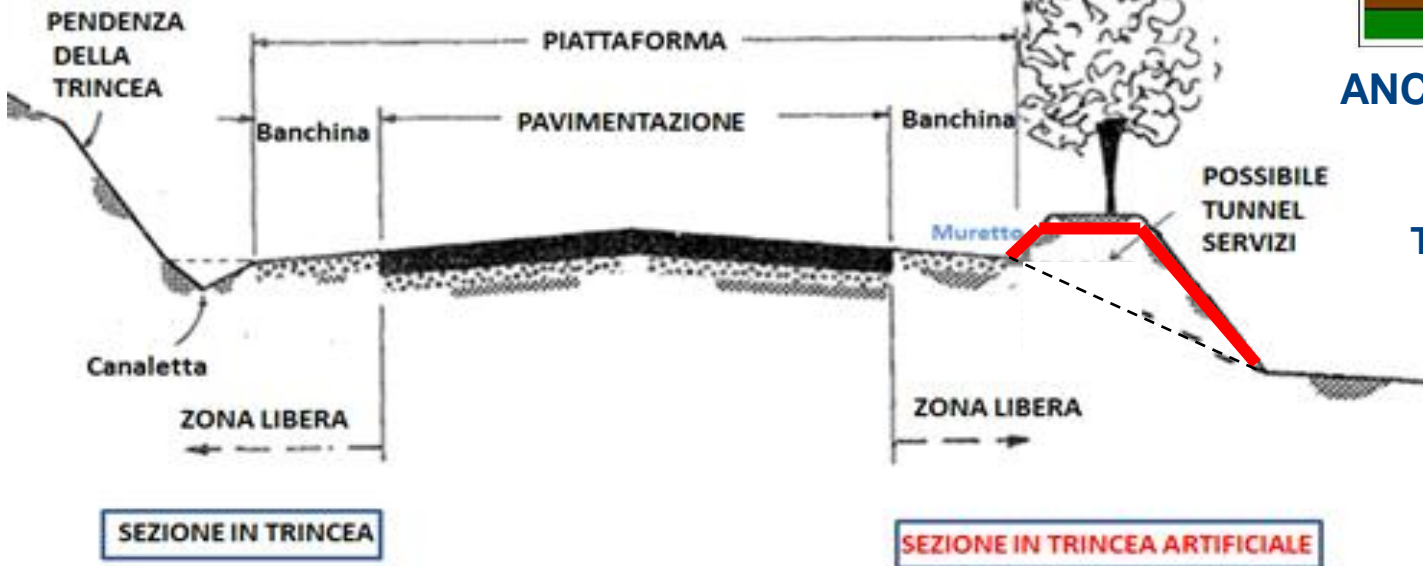 PENDENZA
DELLA
TRINCEA
PIATTAFORMA
Banchina
PAVIMENTAZIONE
Banchina
POSSIBILE
TUNNEL
SERVIZI
Muretto
Canaletta
ZONA LIBERA
ZONA LIBERA
SEZIONE IN TRINCEA
SEZIONE IN TRINCEA ARTIFICIALE